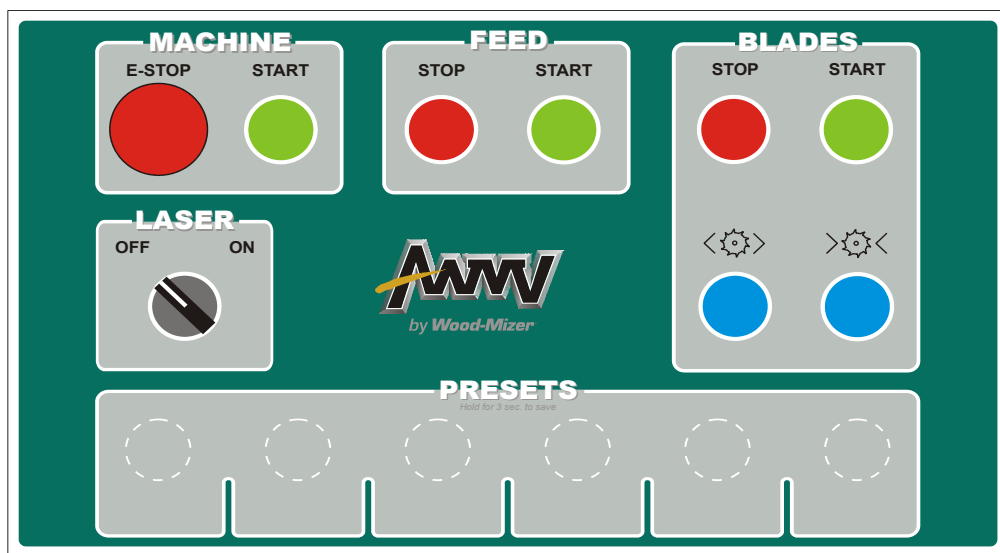 MACHINE
E-STOP START
FEED
STOP START
BLADES
STOP START
LASER
OFF ON
by Wood-Mizer
PRESETS
Hold for 3 sec. to save